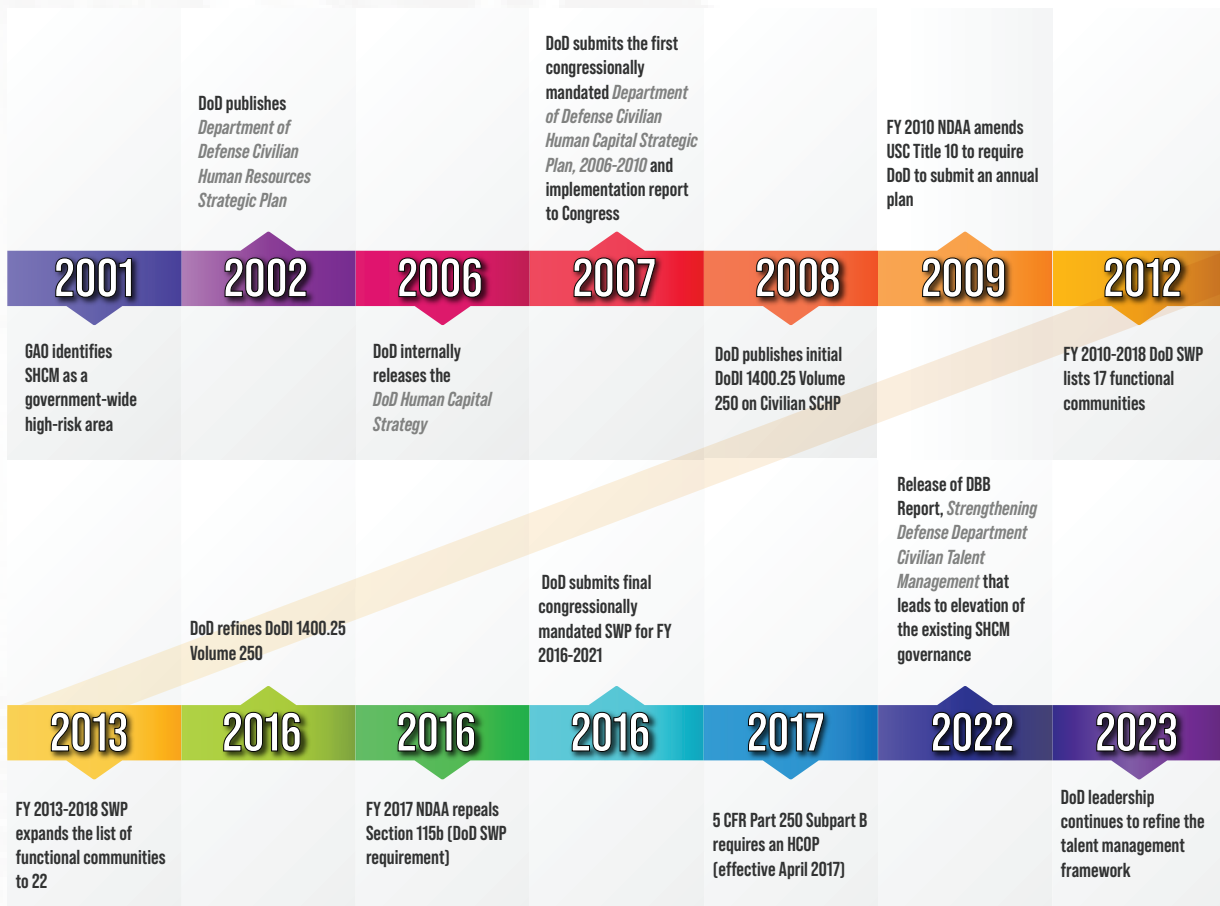 2001
GAO identifies
SHCM as a
government-wide
high-risk area
DoD publishes
Department of
Defense Civilian
Human Resources
Strategic Plan
2002
2006
DoD internally
releases the
DoD Human Capital
Strategy
DoD submits the first
congressionally
mandated Department
of Defense Civilian
Human Capital Strategic
Plan, 2006-2010 and
implementation report
to Congress
2007
2008
DoD publishes initial
DoDI 1400.25 Volume
250 on Civilian SCHP
FY 2010 NDAA amends
USC Title 10 to require
DoD to submit an annual
plan
2009
2012
FY 2010-2018 DoD SWP
lists 17 functional
communities
2013
FY 2013-2018 SWP
expands the list of
functional communities
to 22
DoD refines DoDI 1400.25
Volume 250
2016
2016
FY 2017 NDAA repeals
Section 115b (DoD SWP
requirement)
DoD submits final
congressionally
mandated SWP for FY
2016-2021
2016
2017
5 CFR Part 250 Subpart B
requires an HCOP
(effective April 2017)
Release of DBB
Report, Strengthening
Defense Department
Civilian Talent
Management that
leads to elevation of
the existing SHCM
governance
2022
2023
DoD leadership
continues to refine the
talent management
framework